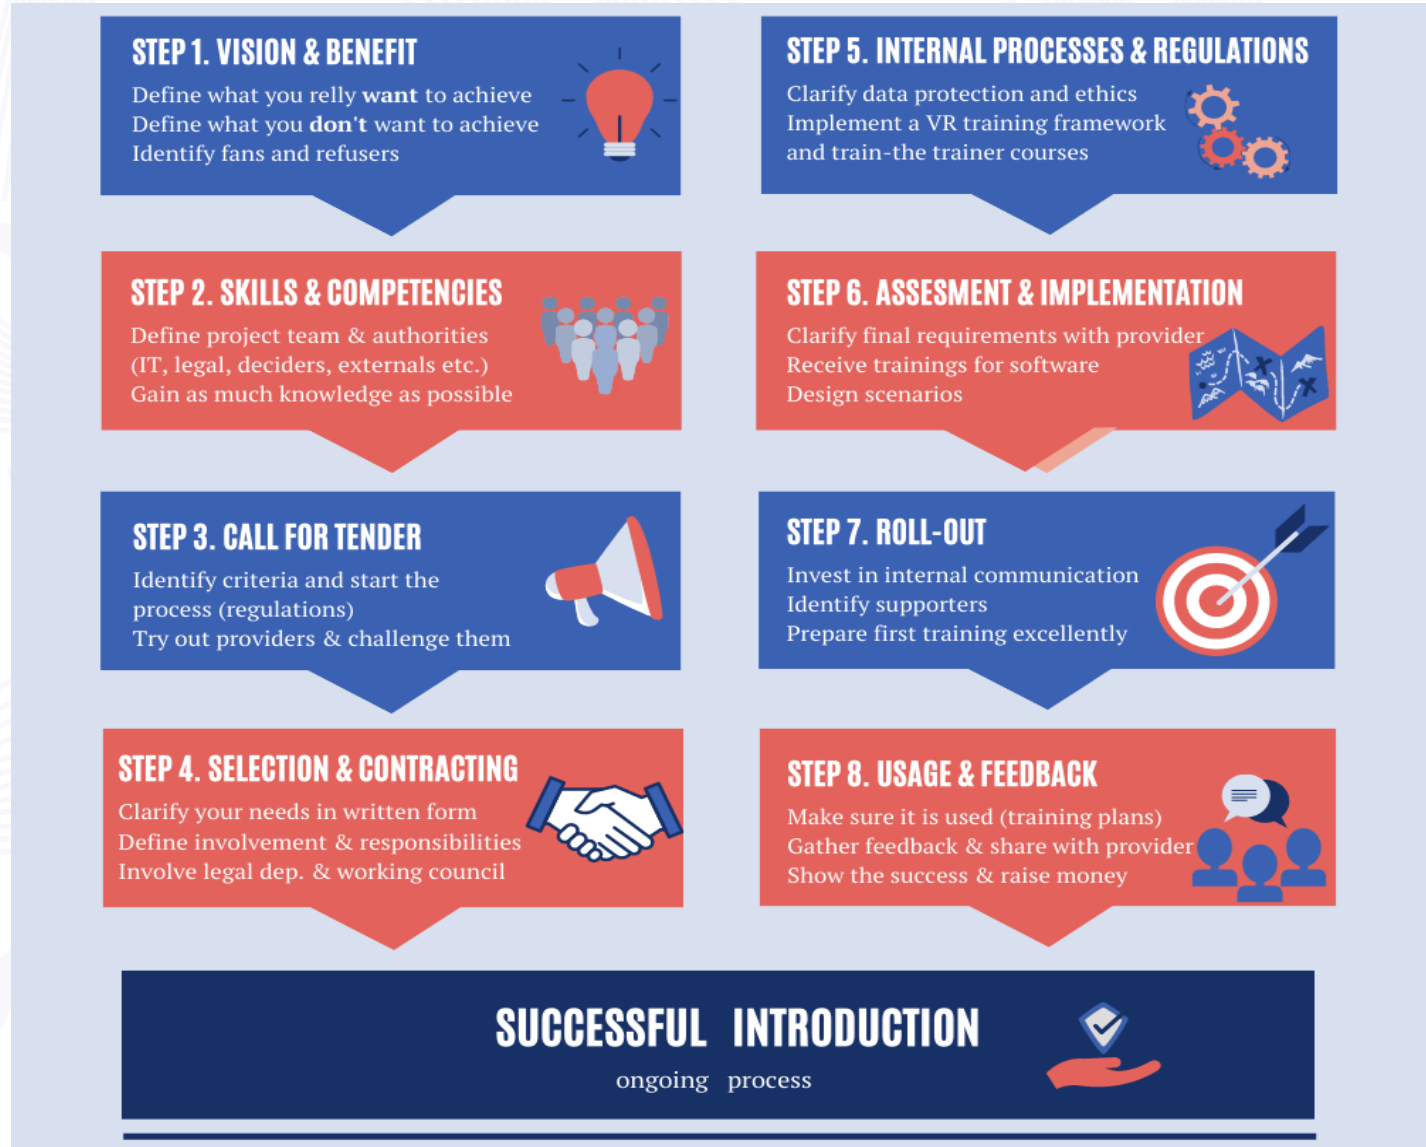 STEP 1. VISION & BENEFIT
Define what you relly want to achieve
Define what you don't want to achieve
Identify fans and refusers
STEP 2. SKILLS & COMPETENCIES
Define project team & authorities
(IT, legal, deciders, externals etc.)
Gain as much knowledge as possible
STEP 3. CALL FOR TENDER
Identify criteria and start the
process (regulations)
Try out providers & challenge them
STEP 4. SELECTION & CONTRACTING
Clarify your needs in written form
Define involvement & responsibilities
Involve legal dep. & working council
STEP 5. INTERNAL PROCESSES & REGULATIONS
Clarify data protection and ethics
Implement a VR training framework
and train-the trainer courses
STEP 6. ASSESMENT & IMPLEMENTATION
Clarify final requirements with provider
Receive trainings for software
Design scenarios
STEP 7. ROLL-OUT
Invest in internal communication
Identify supporters
Prepare first training excellently
STEP 8. USAGE & FEEDBACK
Make sure it is used (training plans)
Gather feedback & share with provider
Show the success & raise money
SUCCESSFUL INTRODUCTION
ongoing process